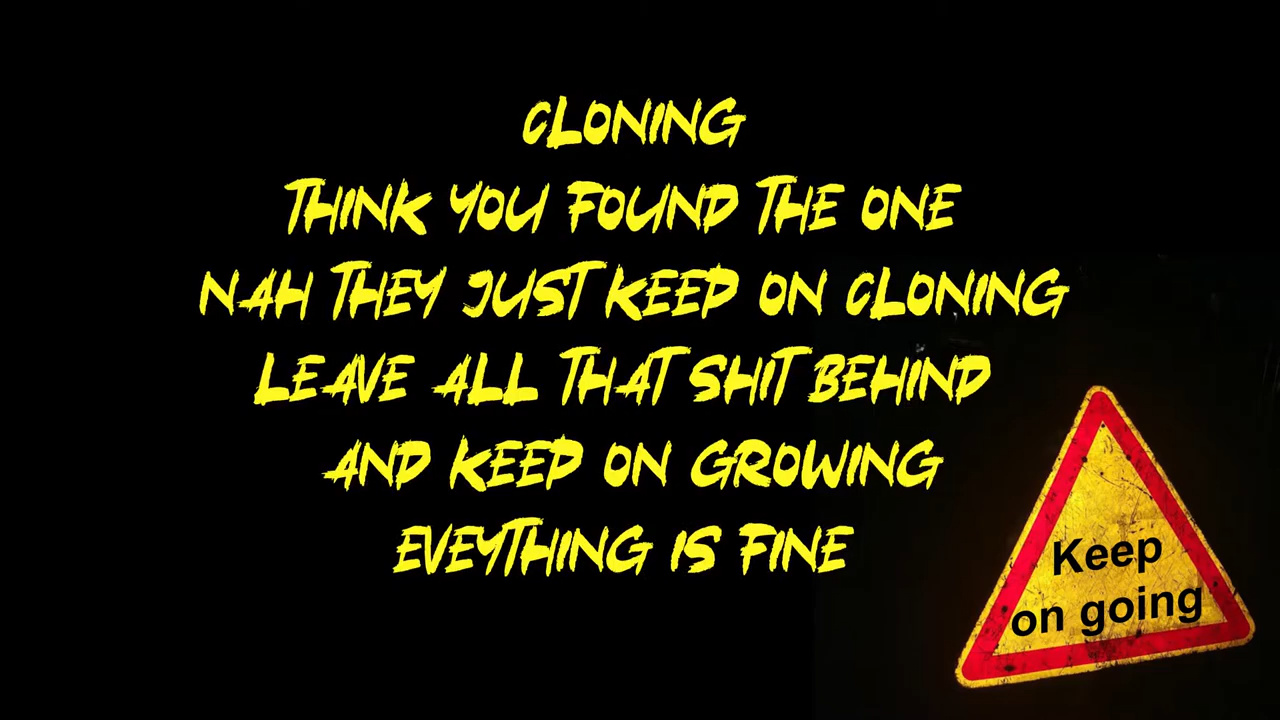 CLONING
THINK YOU FOUND THE ONE
NAH THEY JUST KEEP ON CLONING
LEAVE ALL THAT SHIT BEHIND
AND KEEP ON GROWING
EVEYTHING IS FINE
Keep
on going